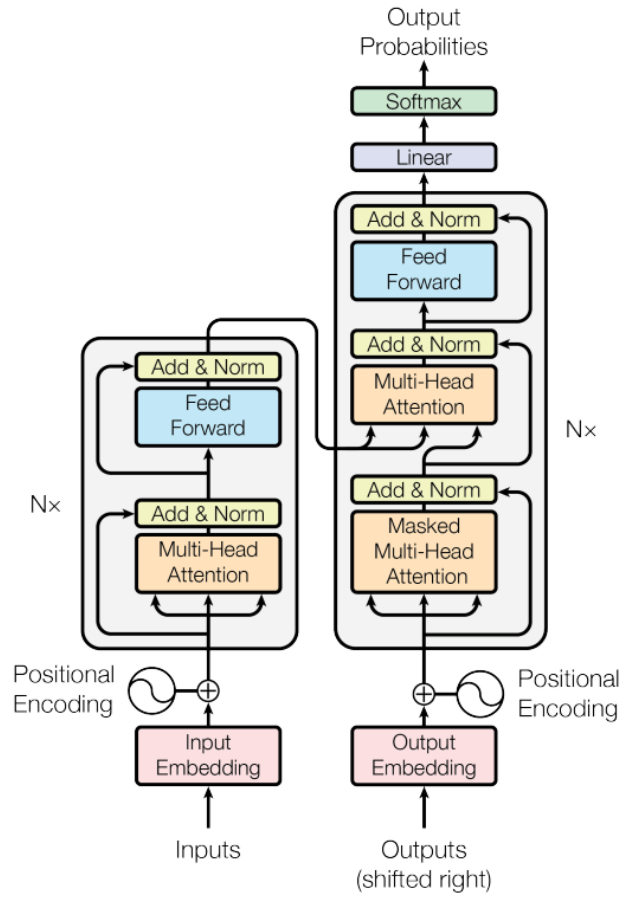 Output
Probabilities
Softmax
Linear
Add & Norm
Feed
Forward
Add & Norm
Multi-Head
Attention
N×
Add & Norm
Masked
Multi-Head
Attention
Add & Norm
Feed
Forward
N×
Add & Norm
Multi-Head
Attention
Positional
Encoding
Positional
Encoding
Input
Embedding
Output
Embedding
Inputs
Outputs
(shifted right)